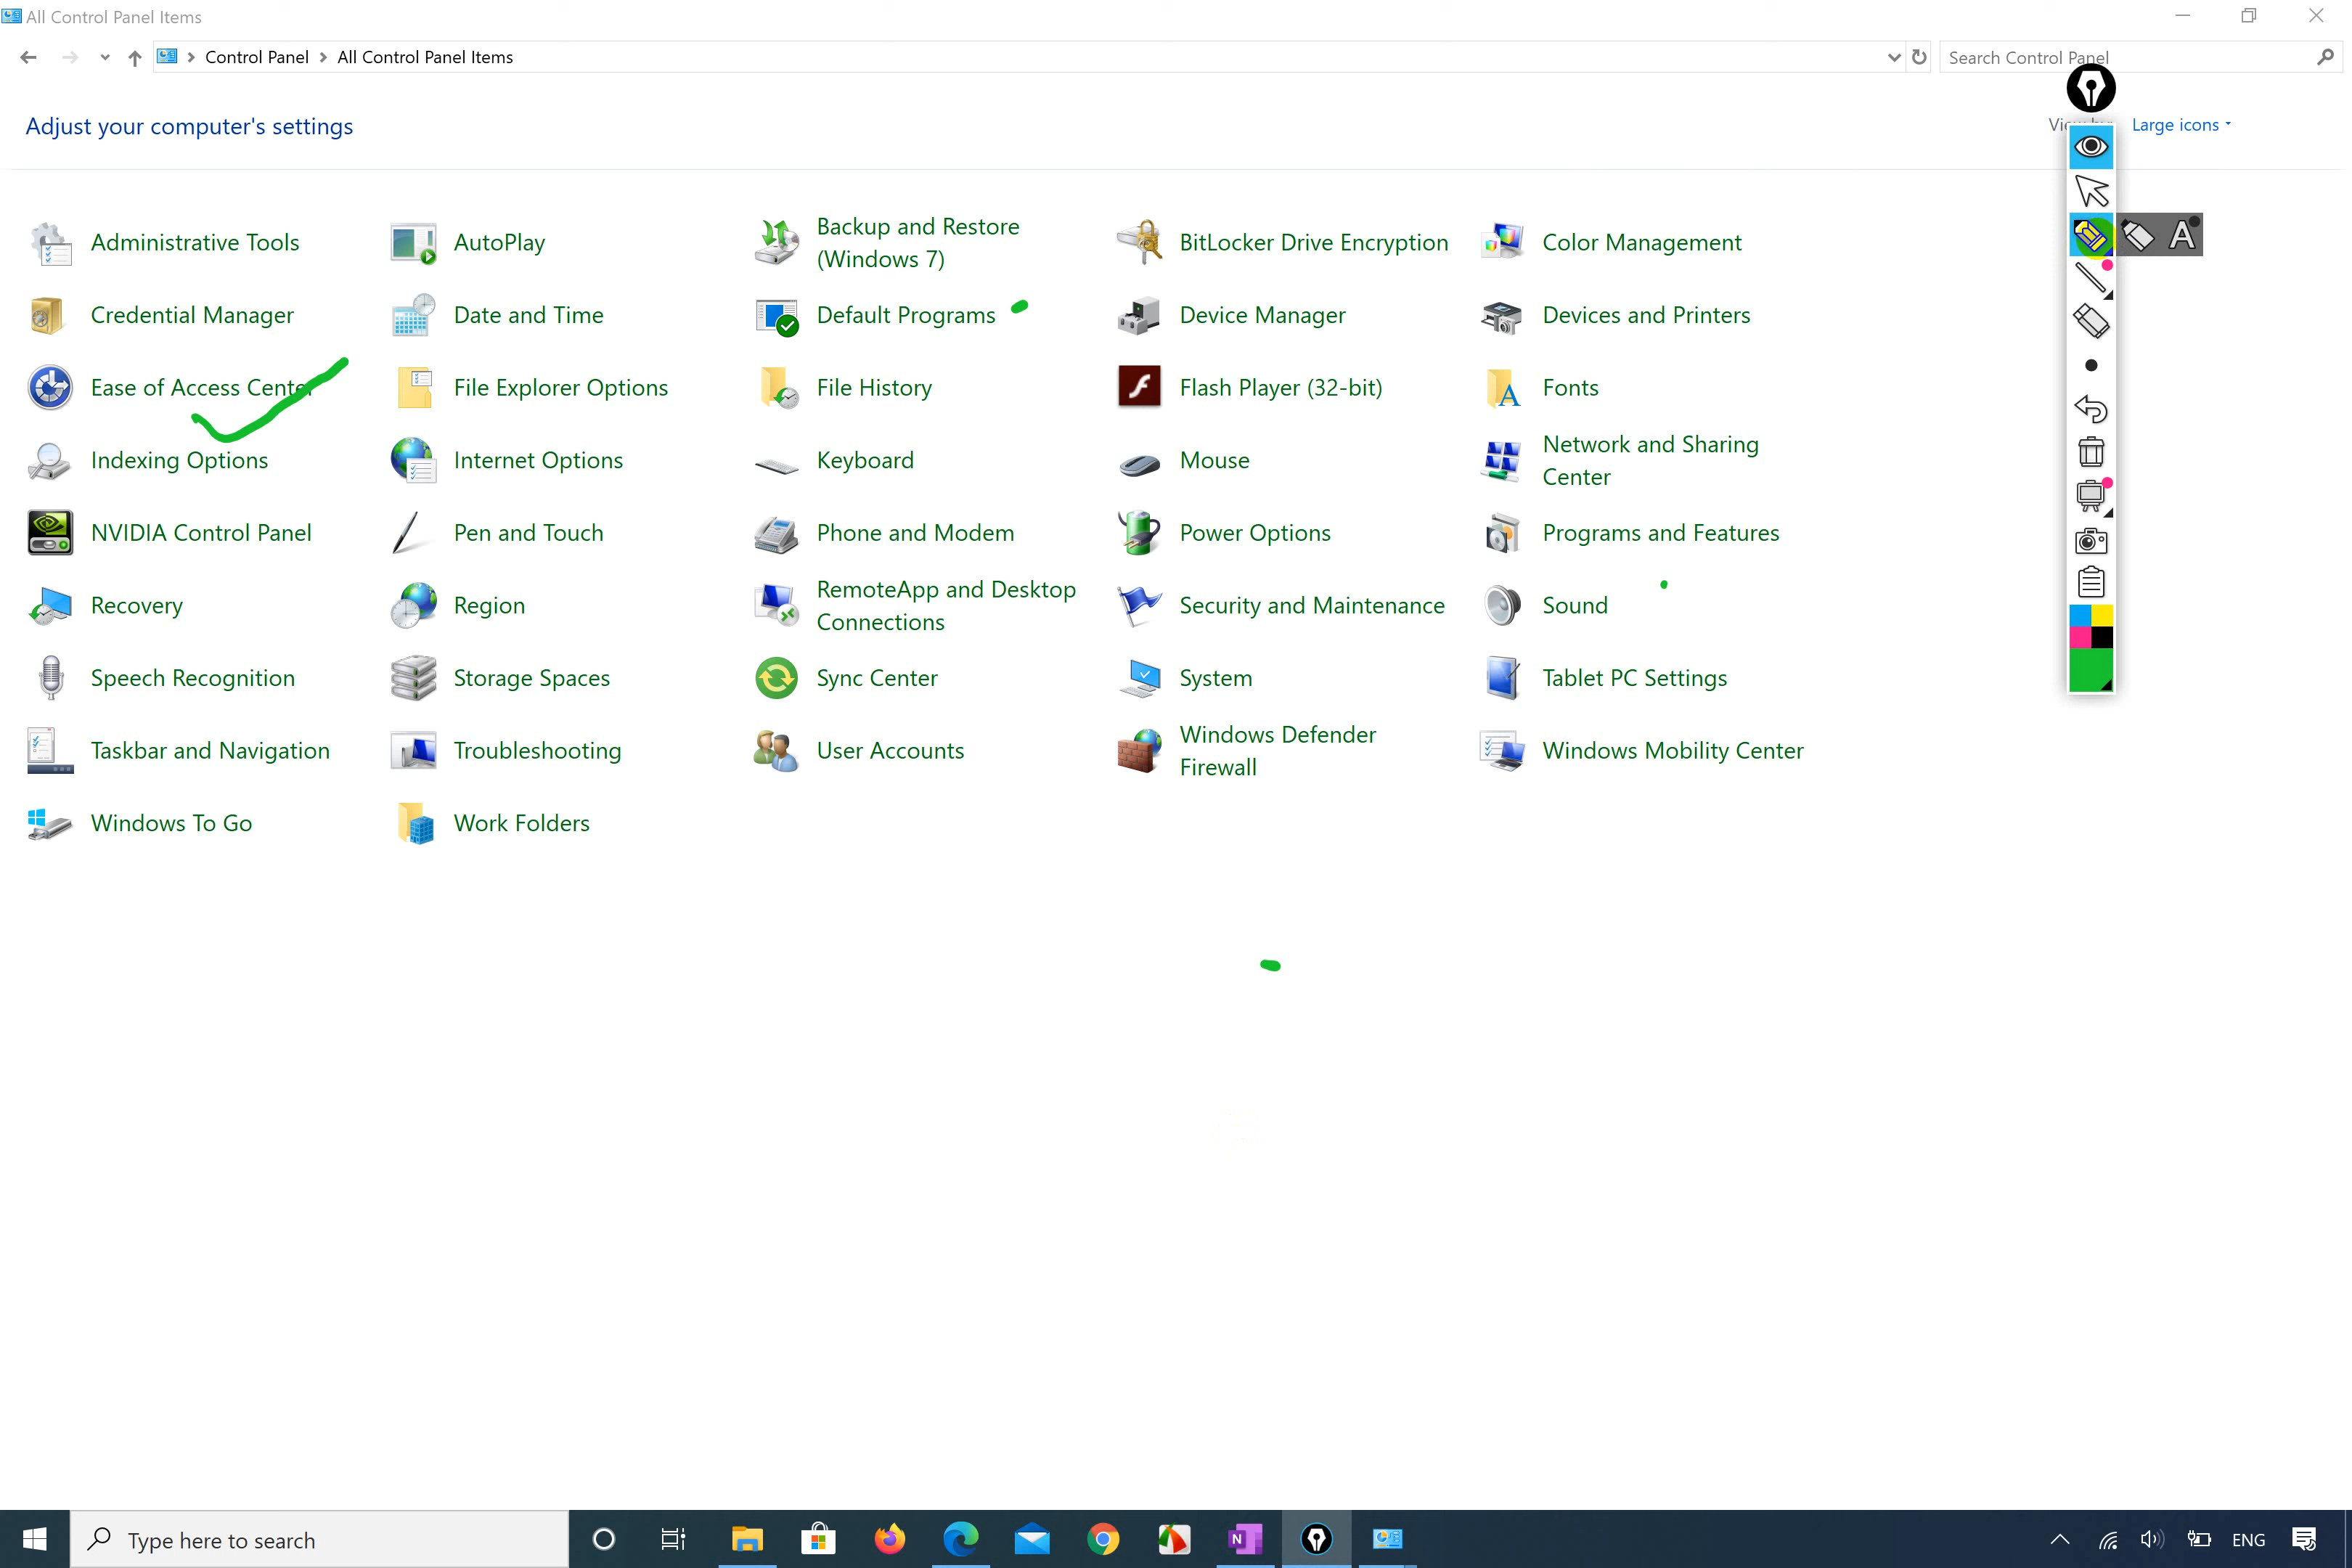 All Control Panel Items
Control Panel All Control Panel Items
Search Control Panel
Adjust your computer's settings
Large icons
Administrative Tools
AutoPlay
Backup and Restore
(Windows 7)
BitLocker Drive Encryption
Color Management
Credential Manager
Date and Time
Default Programs
Device Manager
Devices and Printers
Ease of Access Center
File Explorer Options
File History
Flash Player (32-bit)
Fonts
Indexing Options
Internet Options
Keyboard
Mouse
Network and Sharing
Center
NVIDIA Control Panel
Pen and Touch
Phone and Modem
Power Options
Programs and Features
Recovery
Region
RemoteApp and Desktop
Connections
Security and Maintenance
Sound
Speech Recognition
Storage Spaces
Sync Center
System
Tablet PC Settings
Taskbar and Navigation
Troubleshooting
User Accounts
Windows Defender
Firewall
Windows Mobility Center
Windows To Go
Work Folders
Type here to search
ENG